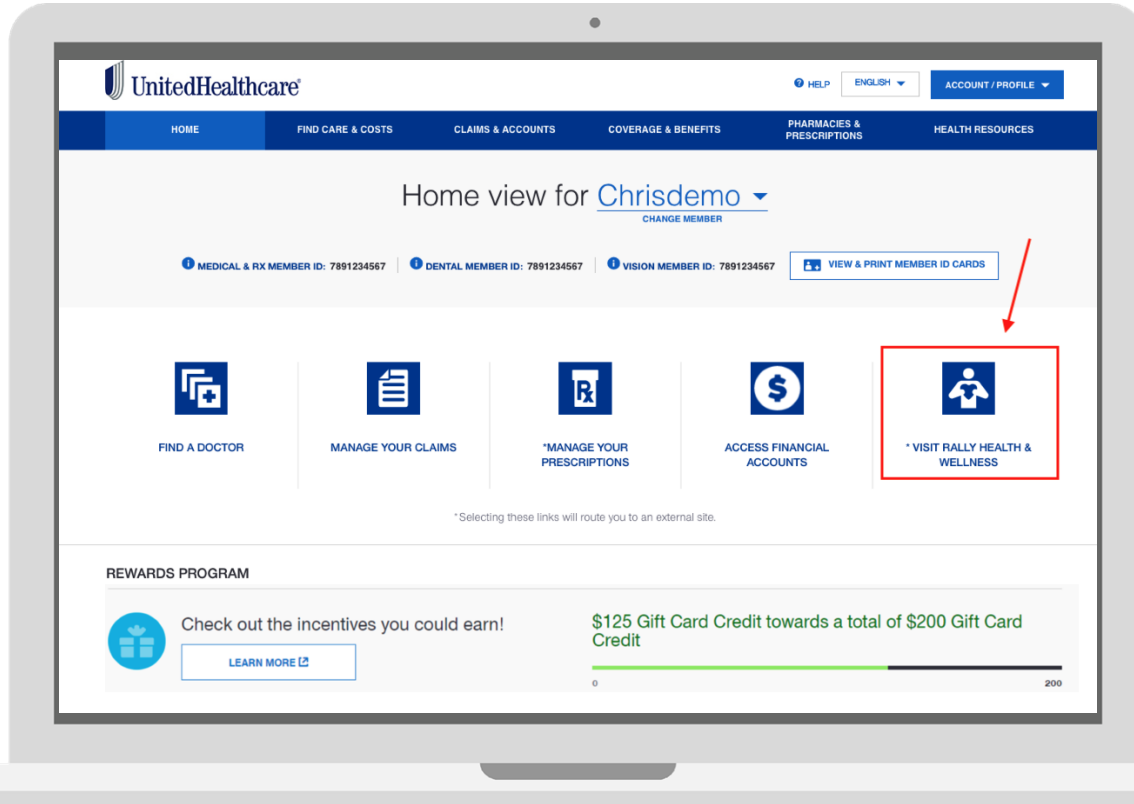 UnitedHealthcare®
HELP
ENGLISH
ACCOUNT / PROFILE
HOME
FIND CARE & COSTS
CLAIMS & ACCOUNTS
COVERAGE & BENEFITS
PHARMACIES &
PRESCRIPTIONS
HEALTH RESOURCES
Home view for Chrisdemo
CHANGE MEMBER
MEDICAL & RX MEMBER ID: 7891234567
DENTAL MEMBER ID: 7891234567
VISION MEMBER ID: 7891234567
VIEW & PRINT MEMBER ID CARDS
Rx
$
FIND A DOCTOR
MANAGE YOUR CLAIMS
*MANAGE YOUR
PRESCRIPTIONS
ACCESS FINANCIAL
ACCOUNTS
* VISIT RALLY HEALTH &
WELLNESS
*Selecting these links will route you to an external site.
REWARDS PROGRAM
Check out the incentives you could earn!
LEARN MORE
$125 Gift Card Credit towards a total of $200 Gift Card
Credit
0
200